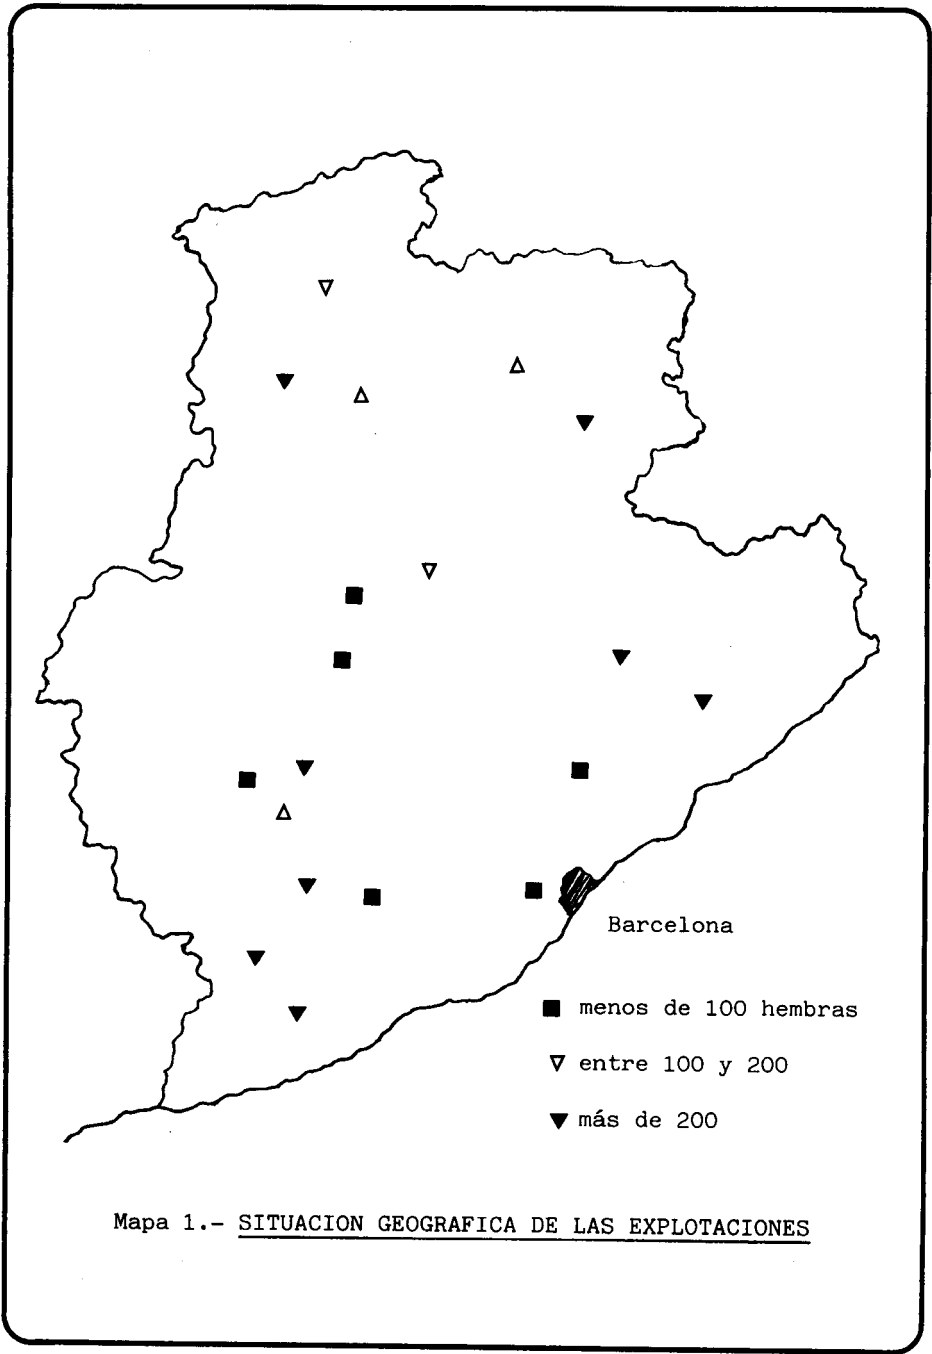 Barcelona
menos de 100 hembras
entre 100 y 200
más de 200
Mapa 1.- SITUACION GEOGRAFICA DE LAS EXPLOTACIONES